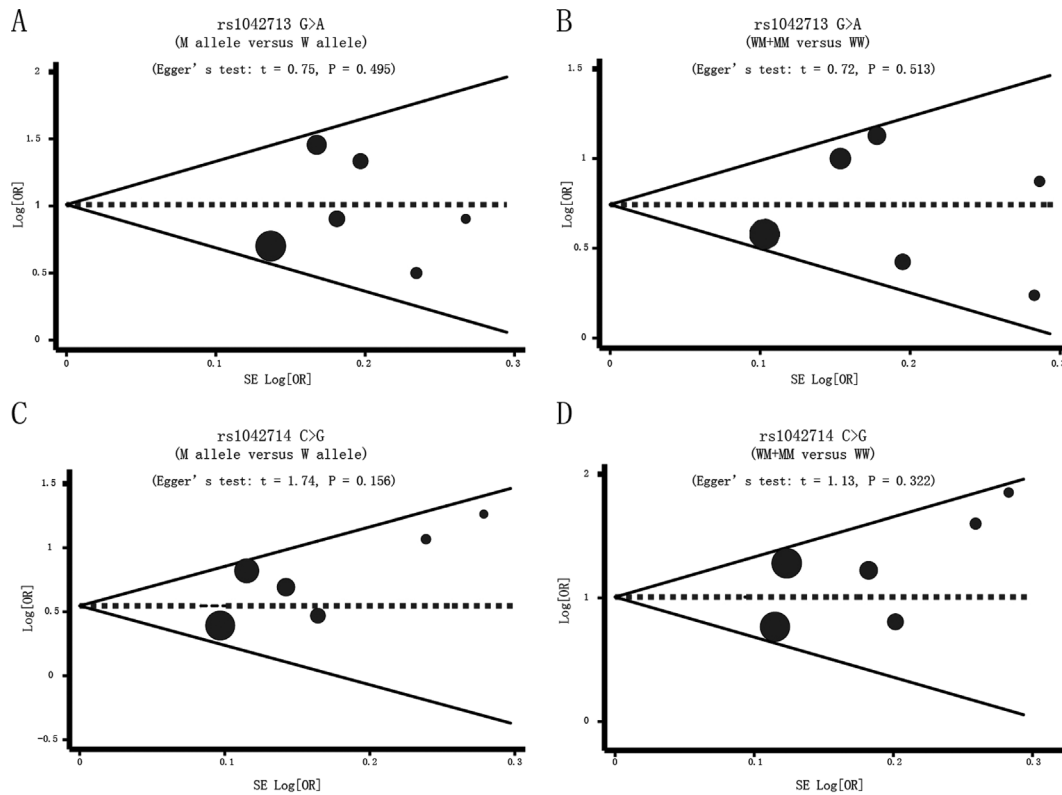 A
rs1042713 G>A
(M allele versus W allele)
(Egger's test: t = 0.75, P = 0.495)
2
1.5
1
0.5
0
Log[OR]
0
0.1
0.2
0.3
SE Log[OR]
B
rs1042713 G>A
(WM+MM versus WW)
(Egger's test: t = 0.72, P = 0.513)
1.5
1
0.5
0
Log[OR]
0
0.1
0.2
0.3
SE Log[OR]
C
rs1042714 C>G
(M allele versus W allele)
(Egger's test: t = 1.74, P = 0.156)
1.5
1
0.5
0
-0.5
Log[OR]
0
0.1
0.2
0.3
SE Log[OR]
D
rs1042714 C>G
(WM+MM versus WW)
(Egger's test: t = 1.13, P = 0.322)
2
1
0
Log[OR]
0
0.1
0.2
0.3
SE Log[OR]